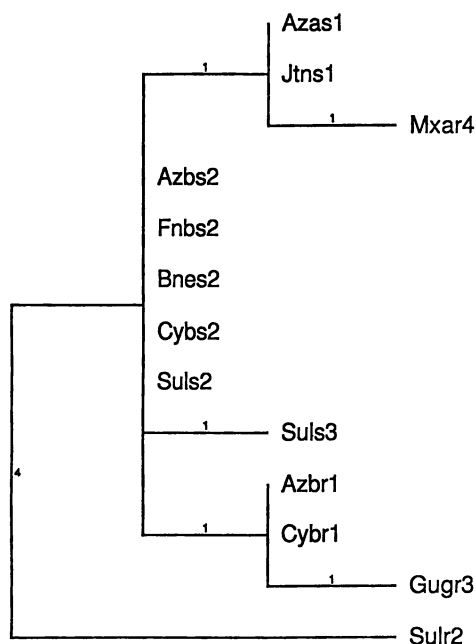 Azas1
1
Jtns1
1
Mxar4
Azbs2
Fnbs2
Bnes2
Cybs2
Suls2
1
Suls3
4
Azbr1
1
Cybr1
1
Gugr3
Sulr2